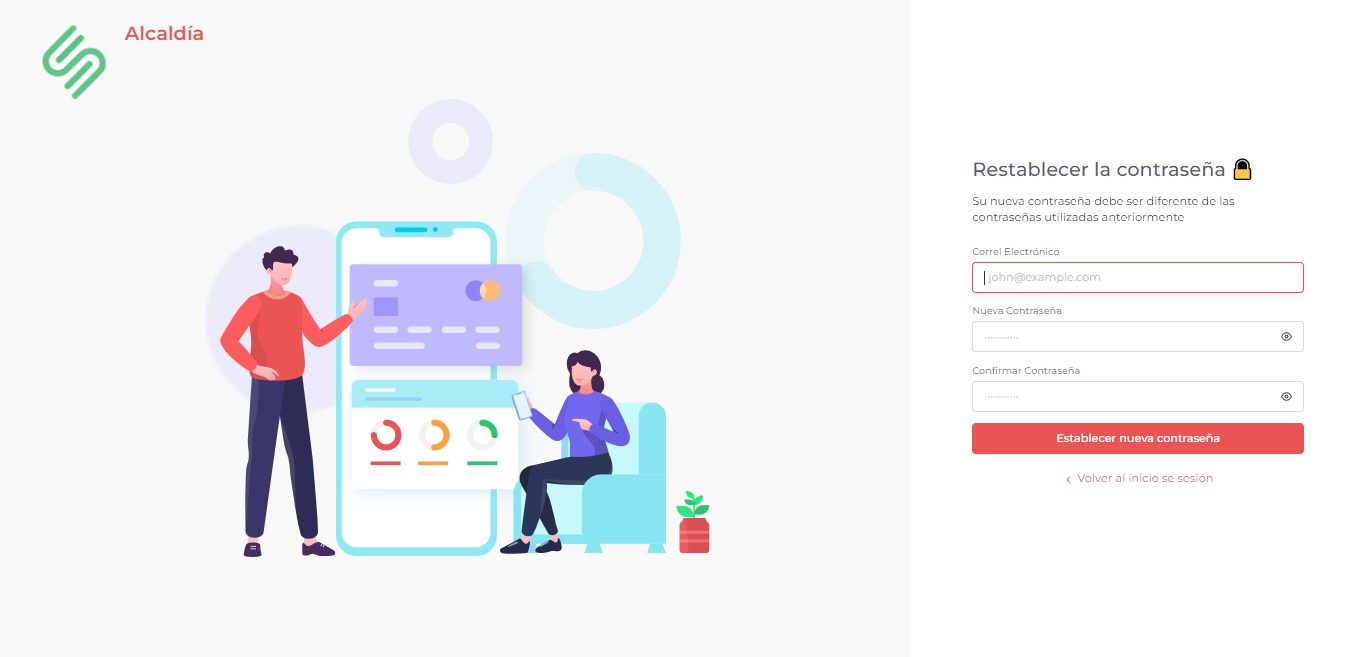 Alcaldía
Restablecer la contraseña
Su nueva contraseña debe ser diferente de las
contraseñas utilizadas anteriormente
Correl Electrónico
john@example.com
Nueva Contraseña
............
Confirmar Contraseña
............
Establecer nueva contraseña
Volver al inicio se sesión